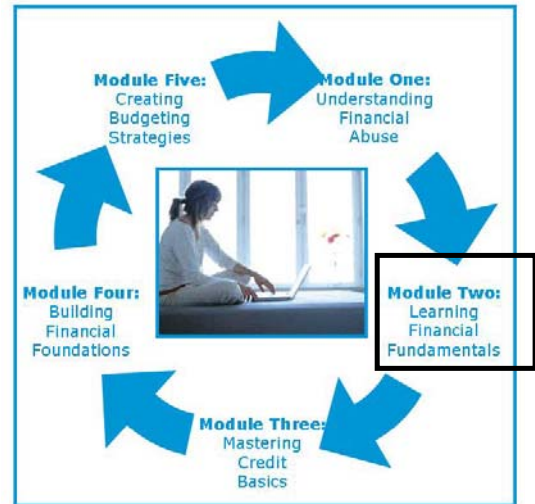 Module Five:
Creating
Budgeting
Strategies
Module One:
Understanding
Financial
Abuse
Module Four:
Building
Financial
Foundations
Module Two:
Learning
Financial
Fundamentals
Module Three:
Mastering
Credit
Basics